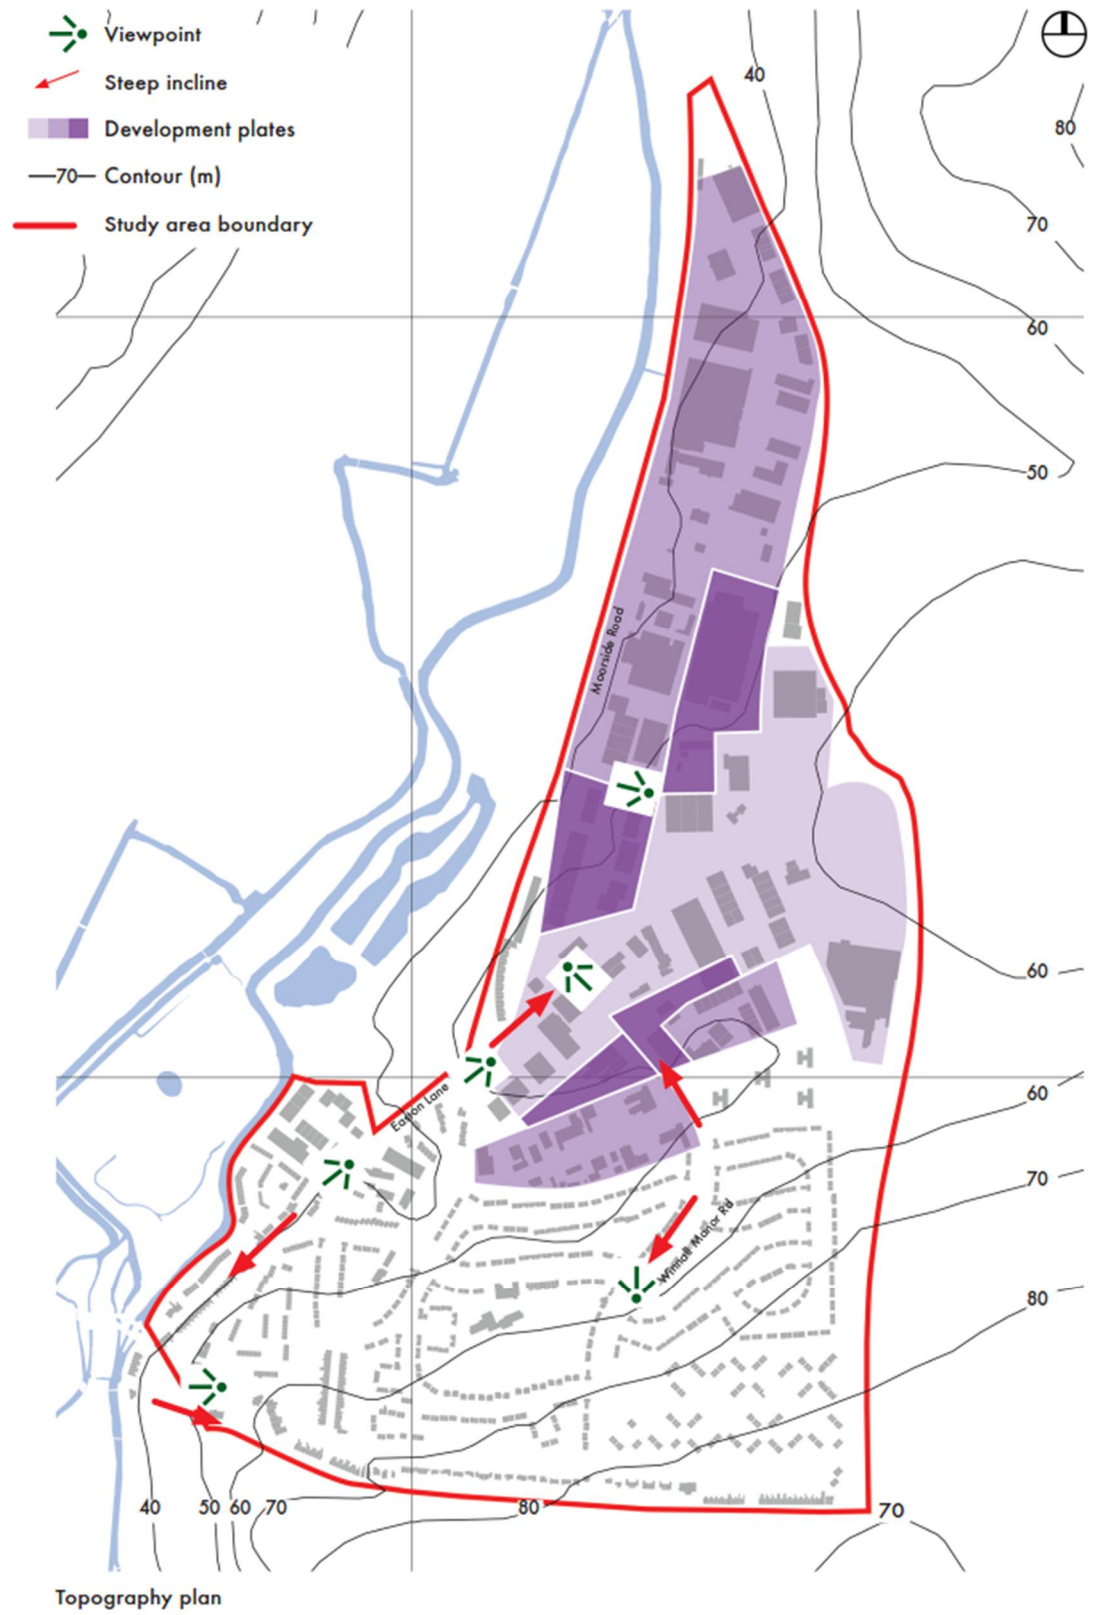 Viewpoint
Steep incline
Development plates
70 Contour (m)
Study area boundary
40
80
70
60
50
Moorside Road
60
Easton Lane
60
70
Winnall Manor Rd
80
40 50 60 70 80 70
Topography plan